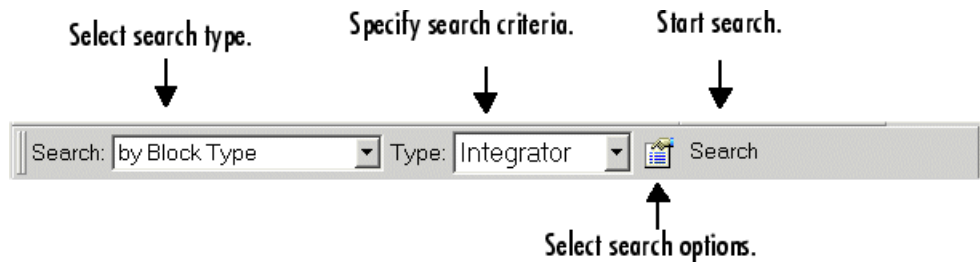 Select search type.
Specify search criteria.
Start search.
Search: by Block Type Type: Integrator Search
Select search options.